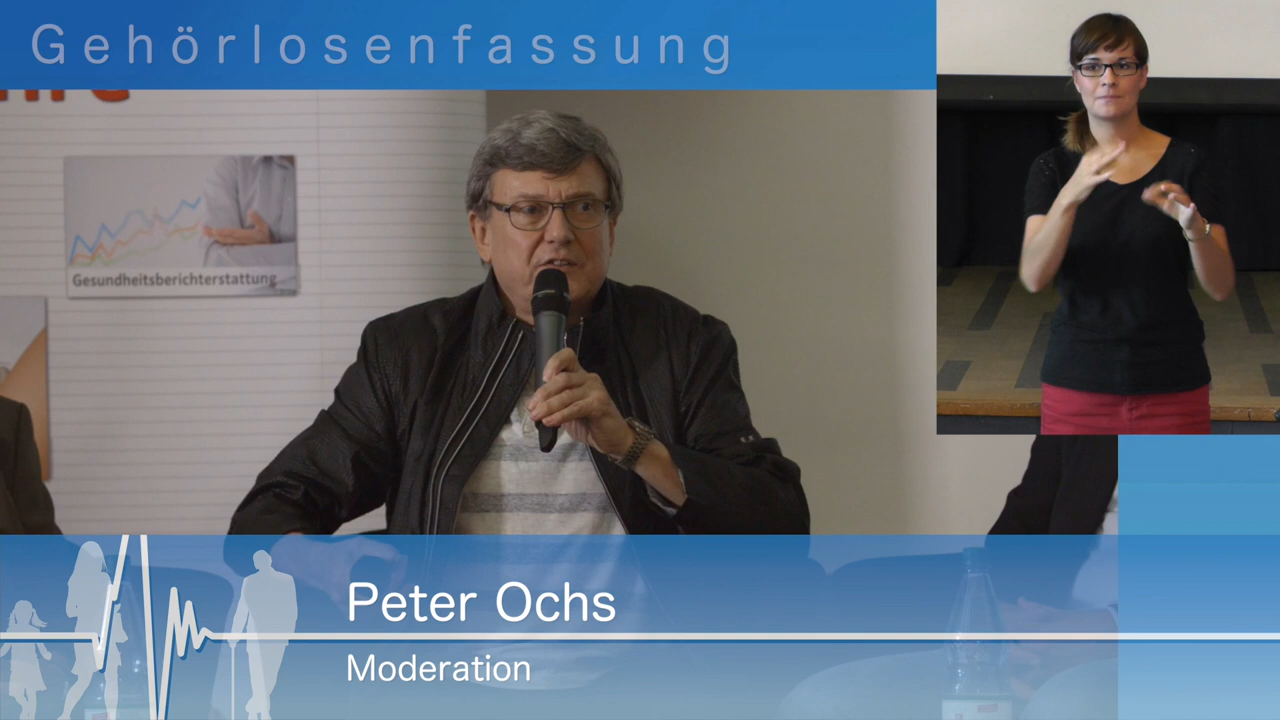 Gehörlosenfassung
Gesundheitsberichterstattung
Peter Ochs
Moderation